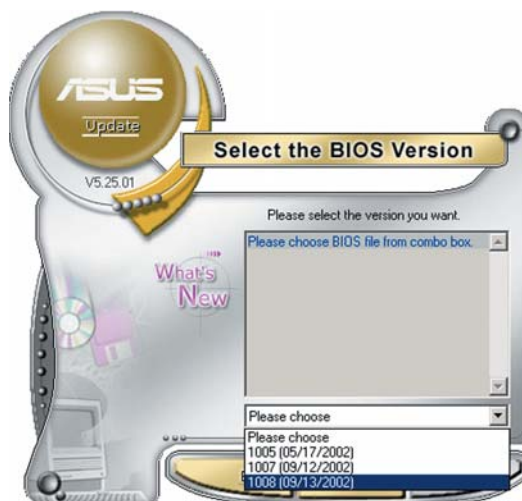 ASUS
Update
V5.25.01
Select the BIOS Version
Please select the version you want.
Please choose BIOS file from combo box.
What's
New
Please choose
Please choose
1005 (05/17/2002)
1007 (09/12/2002)
1008 (09/13/2002)